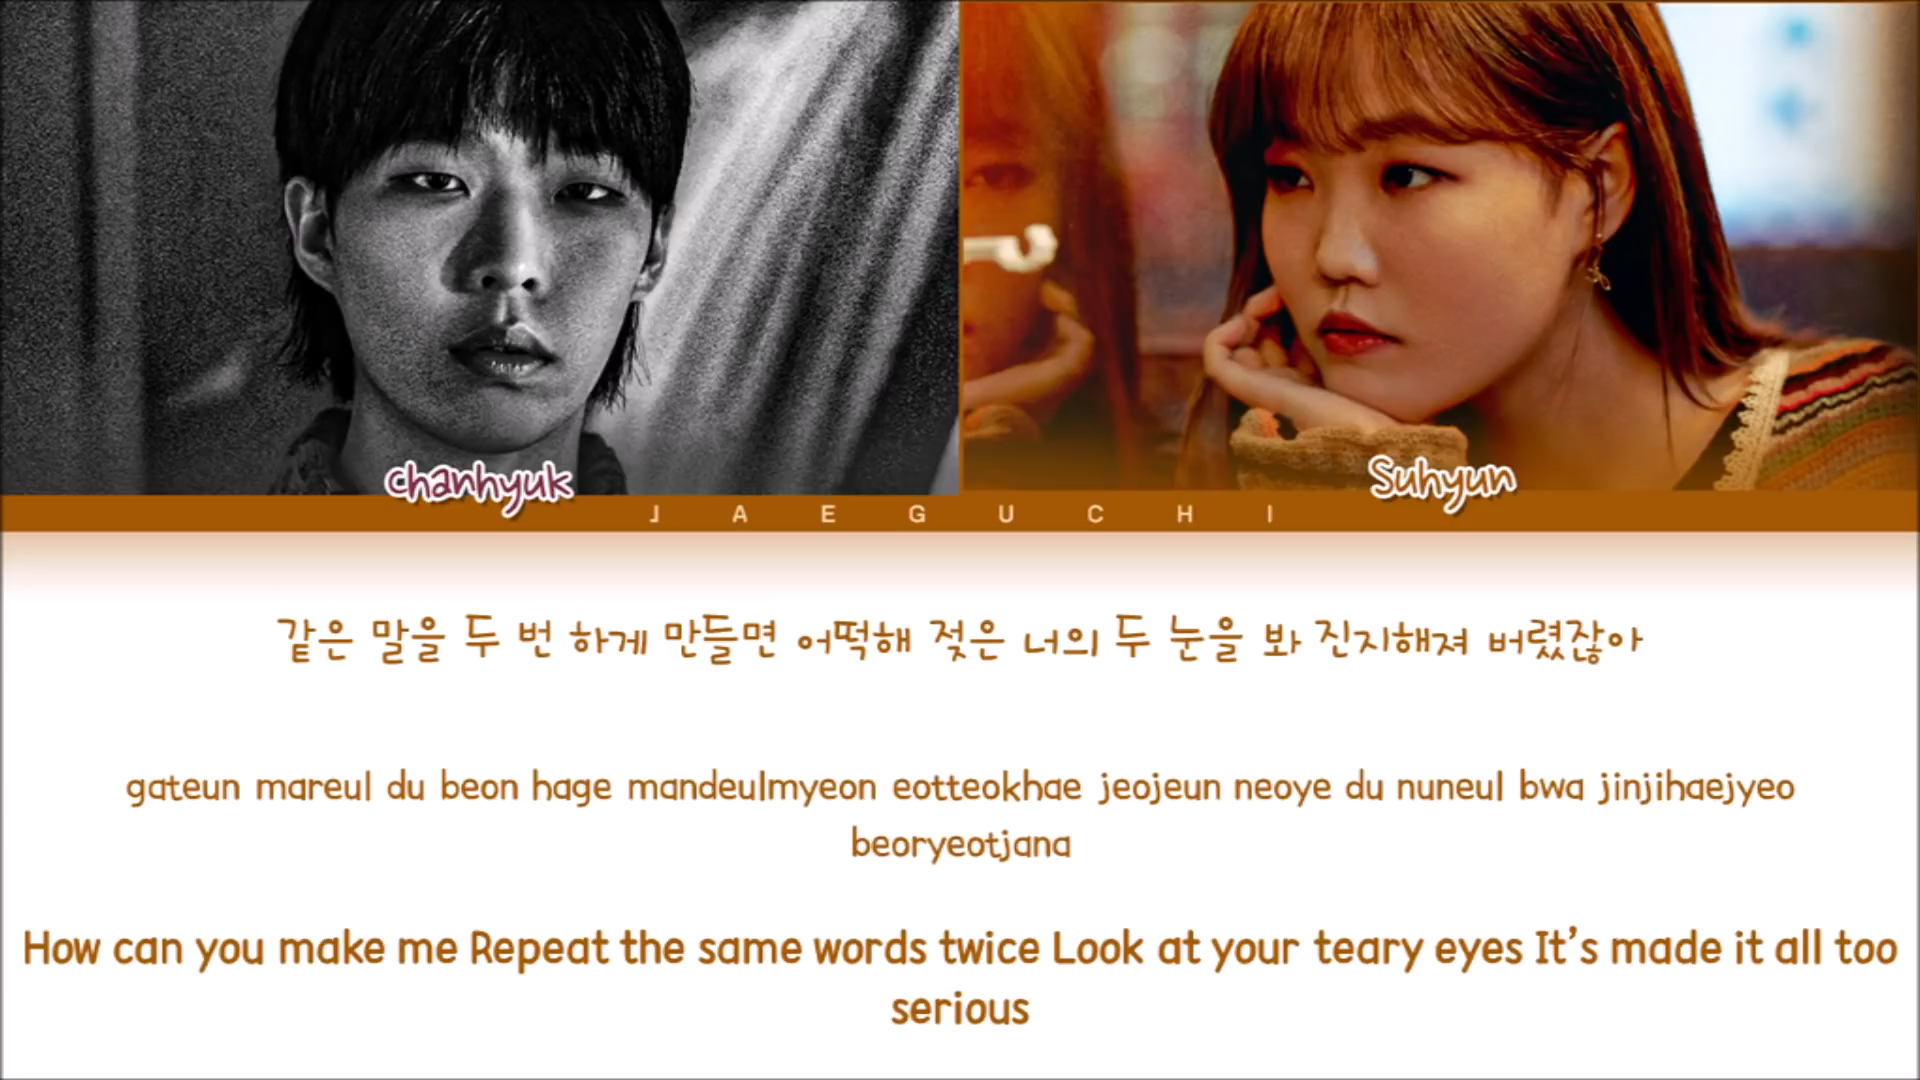 chanhyuk
Suhyun
JAEGUCHI
같은 말을 두 번 하게 만들면 어떡해 젖은 너의 두 눈을 봐 진지해져 버렸잖아
gateun mareul du beon hage mandeulmyeon eotteokhae jeojeun neoye du nuneul bwa jinjihaejyeo
beoryeotjana
How can you make me Repeat the same words twice Look at your teary eyes It’s made it all too
serious